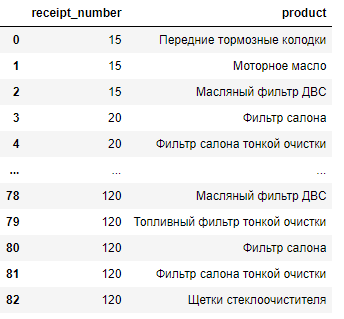 receipt_number product
0 15 Передние тормозные колодки
1 15 Моторное масло
2 15 Масляный фильтр ДВС
3 20 Фильтр салона
4 20 Фильтр салона тонкой очистки
... ... ...
78 120 Масляный фильтр ДВС
79 120 Топливный фильтр тонкой очистки
80 120 Фильтр салона
81 120 Фильтр салона тонкой очистки
82 120 Щетки стеклоочистителя